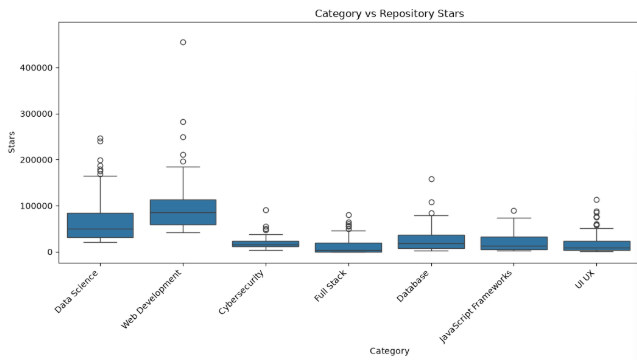 Category vs Repository Stars
400000
300000
200000
100000
0
Stars
Data Science
Web Development
Cybersecurity
Full Stack
Database
JavaScript Frameworks
UI UX
Category